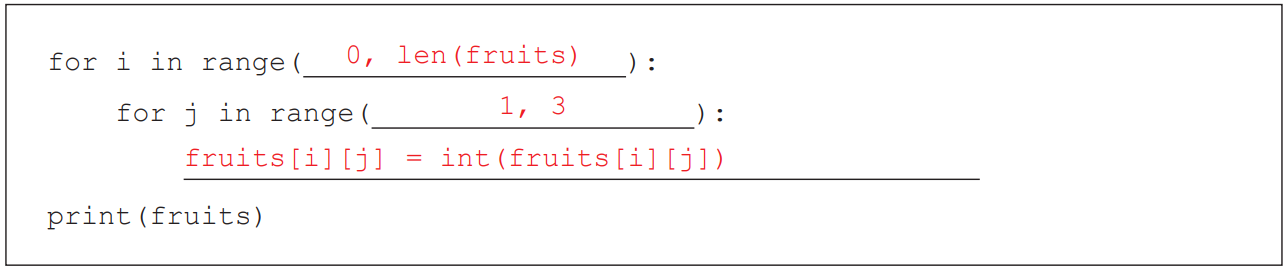 for i in range( 0, len(fruits) ):
    for j in range( 1, 3 ):
        fruits[i][j] = int(fruits[i][j])
print(fruits)